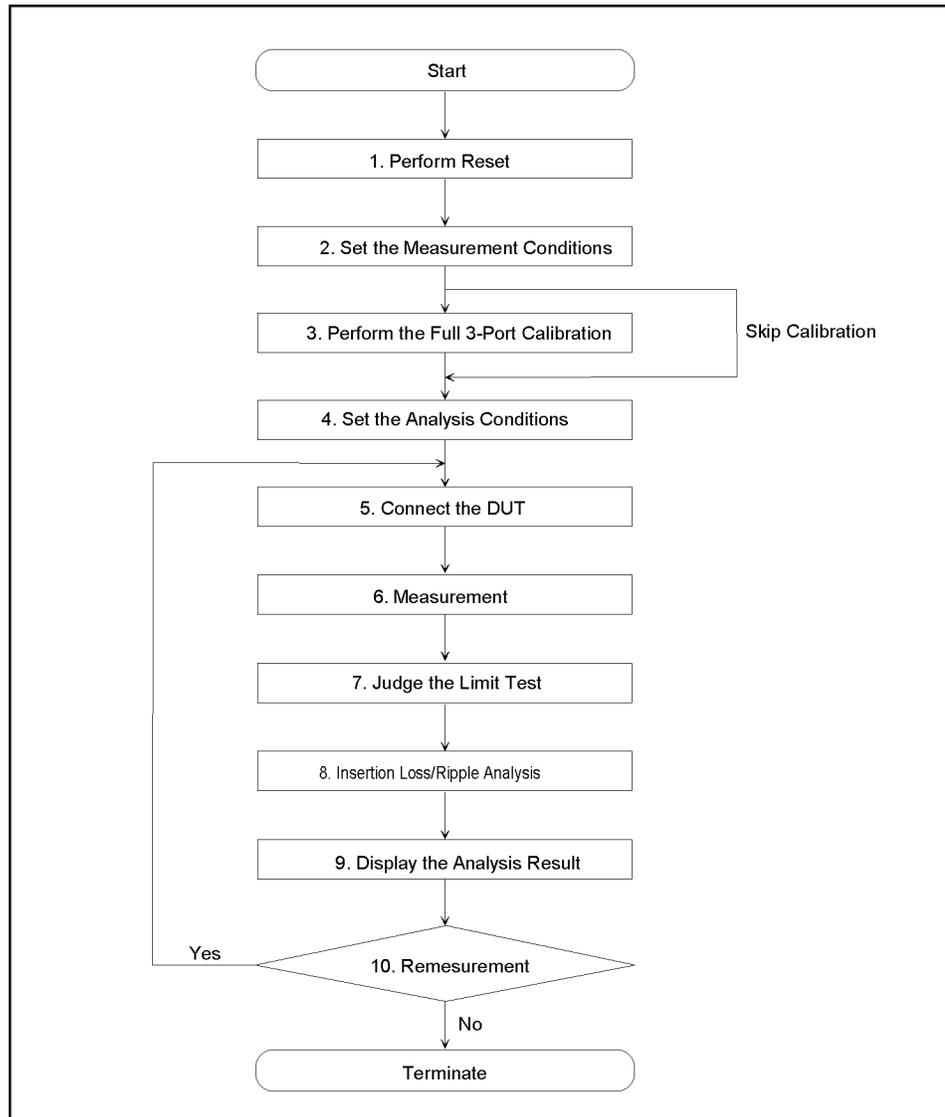 Start
1. Perform Reset
2. Set the Measurement Conditions
3. Perform the Full 3-Port Calibration
Skip Calibration
4. Set the Analysis Conditions
5. Connect the DUT
6. Measurement
7. Judge the Limit Test
8. Insertion Loss/Ripple Analysis
9. Display the Analysis Result
Yes
10. Remesurement
No
Terminate